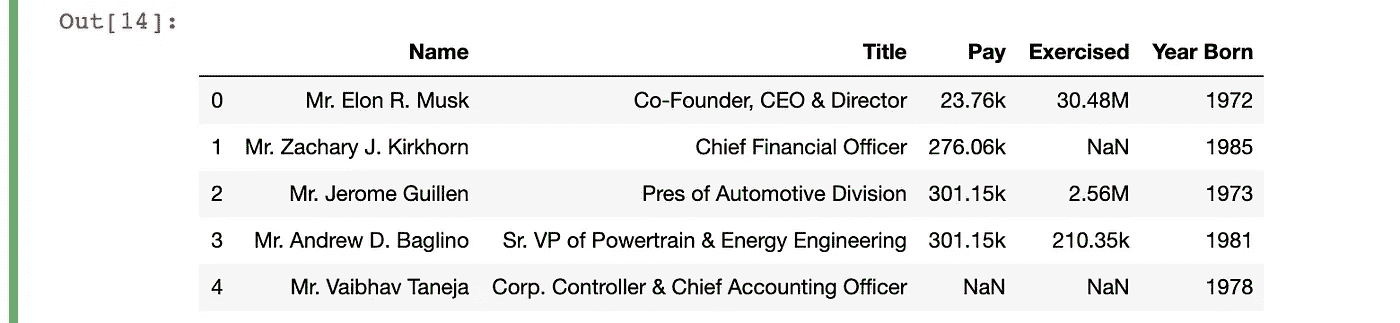 Out[14]:
Name Title Pay Exercised Year Born
0 Mr. Elon R. Musk Co-Founder, CEO & Director 23.76k 30.48M 1972
1 Mr. Zachary J. Kirkhorn Chief Financial Officer 276.06k NaN 1985
2 Mr. Jerome Guillen Pres of Automotive Division 301.15k 2.56M 1973
3 Mr. Andrew D. Baglino Sr. VP of Powertrain & Energy Engineering 301.15k 210.35k 1981
4 Mr. Vaibhav Taneja Corp. Controller & Chief Accounting Officer NaN NaN 1978